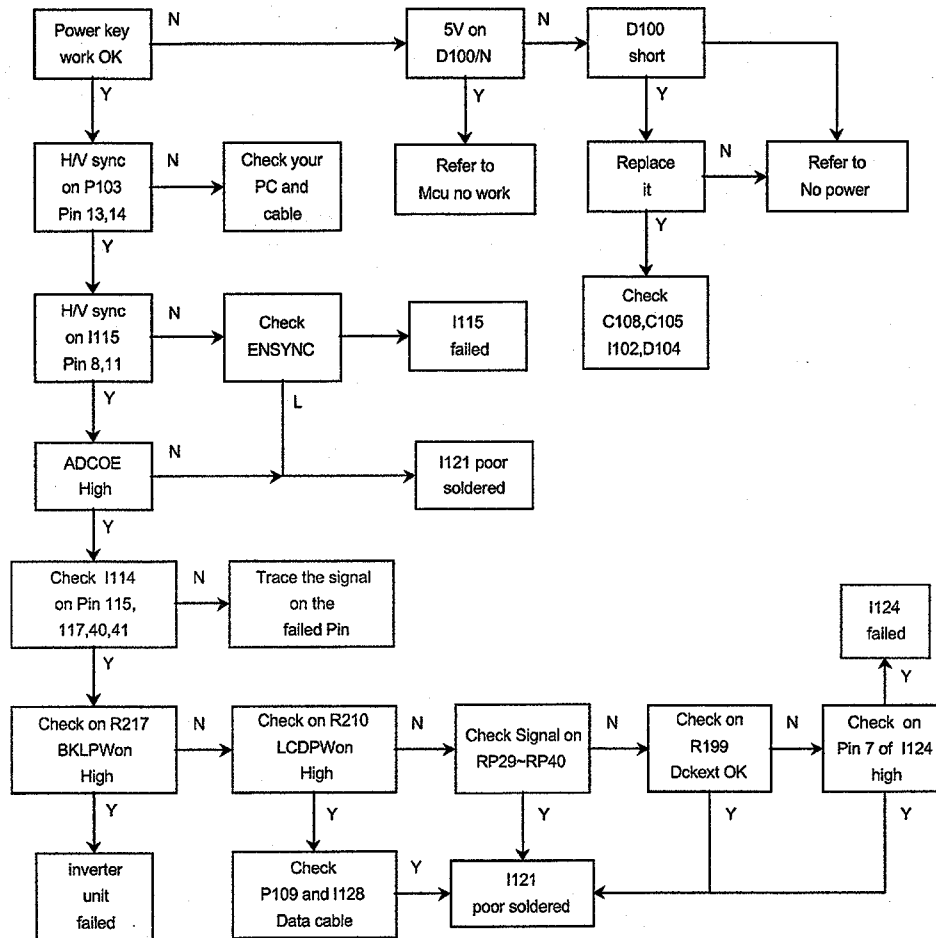 Power key
work OK
N
5V on
D100/N
N
D100
short
Y
Y
Y
H/V sync
on P103
Pin 13,14
N
Check your
PC and
cable
Refer to
Mcu no work
Replace
it
N
Refer to
No power
Y
Y
H/V sync
on I115
Pin 8,11
N
Check
ENSYNC
I115
failed
Check
C108,C105
I102,D104
Y
L
ADCOE
High
N
I121 poor
soldered
Y
Check I114
on Pin 115,
117,40,41
N
Trace the signal
on the
failed Pin
I124
failed
Y
Y
Check on R217
BKLPWon
High
N
Check on R210
LCDPWon
High
N
Check Signal on
RP29~RP40
N
Check on
R199
Dckext OK
N
Check on
Pin 7 of I124
high
Y
Y
Y
Y
Y
inverter
unit
failed
Check
P109 and I128
Data cable
Y
I121
poor soldered